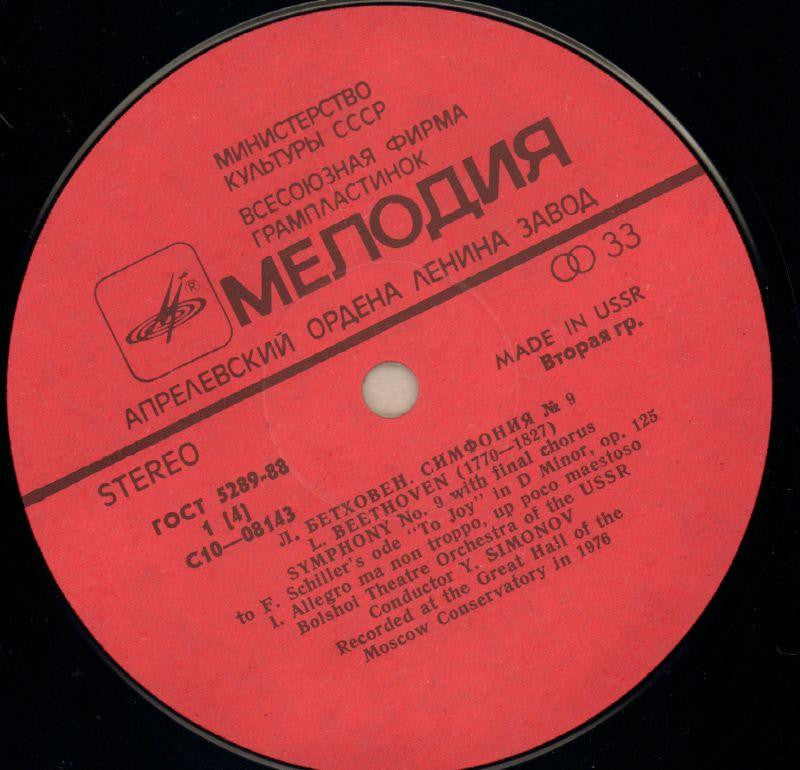 МИНИСТЕРСТВО
КУЛЬТУРЫ СССР
ВСЕСОЮЗНАЯ ФИРМА
ГРАМПЛАСТИНОК
МЕЛОДИЯ
®
АПРЕЛЕВСКИЙ ОРДЕНА ЛЕНИНА ЗАВОД
33
MADE IN USSR
Вторая гр.
STEREO
ГОСТ 5289-88
1 [4]
С10—08143
Л. БЕТХОВЕН. СИМФОНИЯ № 9
L. BEETHOVEN (1770—1827)
SYMPHONY No. 9 with final chorus
to F. Schiller's ode "To Joy" in D Minor, op. 125
1. Allegro ma non troppo, up poco maestoso
Bolshoi Theatre Orchestra of the USSR
Conductor Y. SIMONOV
Recorded at the Great Hall of the
Moscow Conservatory in 1976